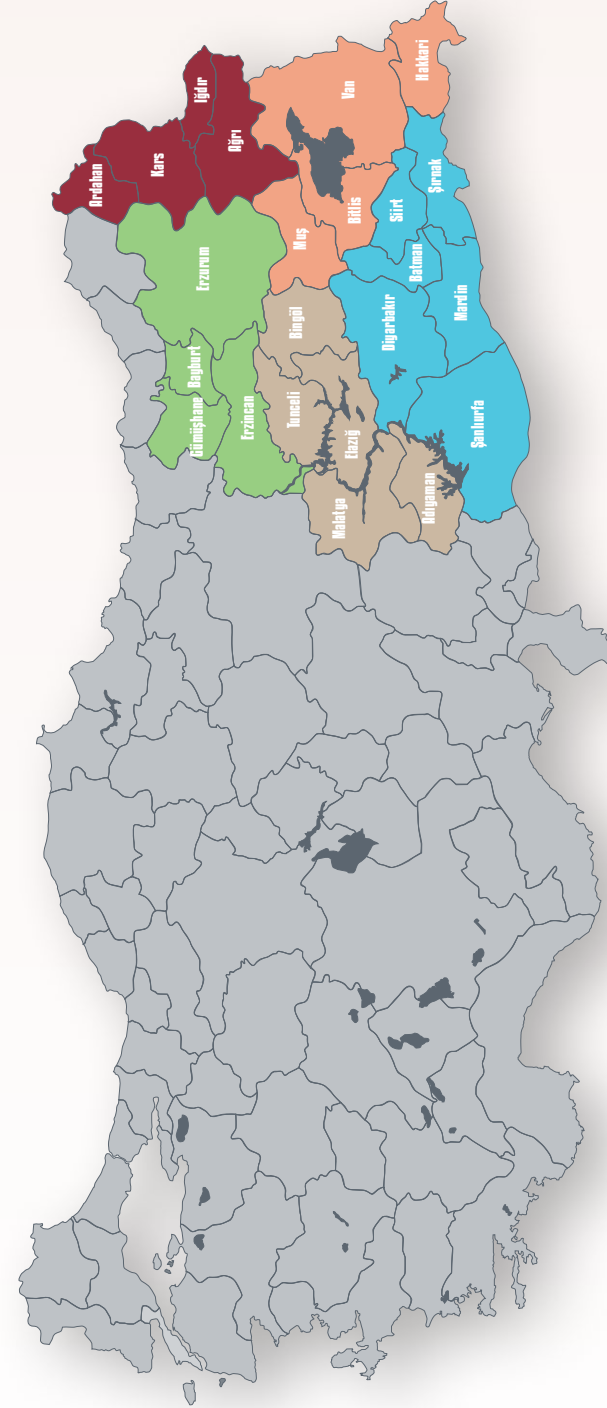 Ardahan
Kars
Iğdır
Gümüşhane
Bayburt
Erzurum
Ağrı
Erzincan
Tunceli
Bingöl
Muş
Van
Malatya
Elazığ
Bitlis
Diyarbakır
Siirt
Batman
Hakkari
Adıyaman
Şırnak
Mardin
Şanlıurfa